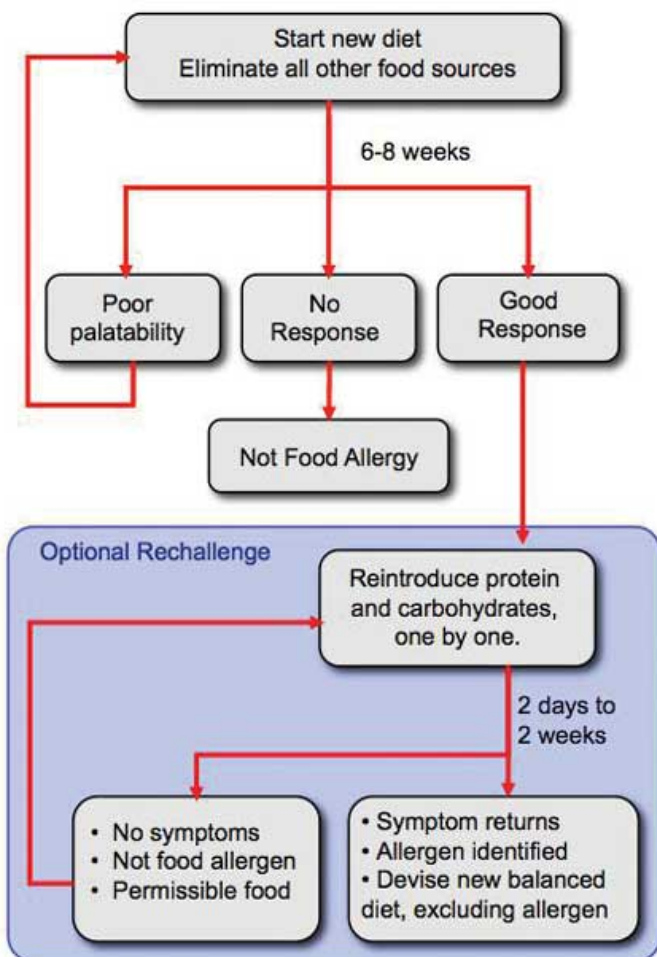 Start new diet
Eliminate all other food sources
6-8 weeks
Poor
palatability
No
Response
Good
Response
Not Food Allergy
Optional Rechallenge
Reintroduce protein
and carbohydrates,
one by one.
2 days to
2 weeks
• No symptoms
• Not food allergen
• Permissible food
• Symptom returns
• Allergen identified
• Devise new balanced
diet, excluding allergen